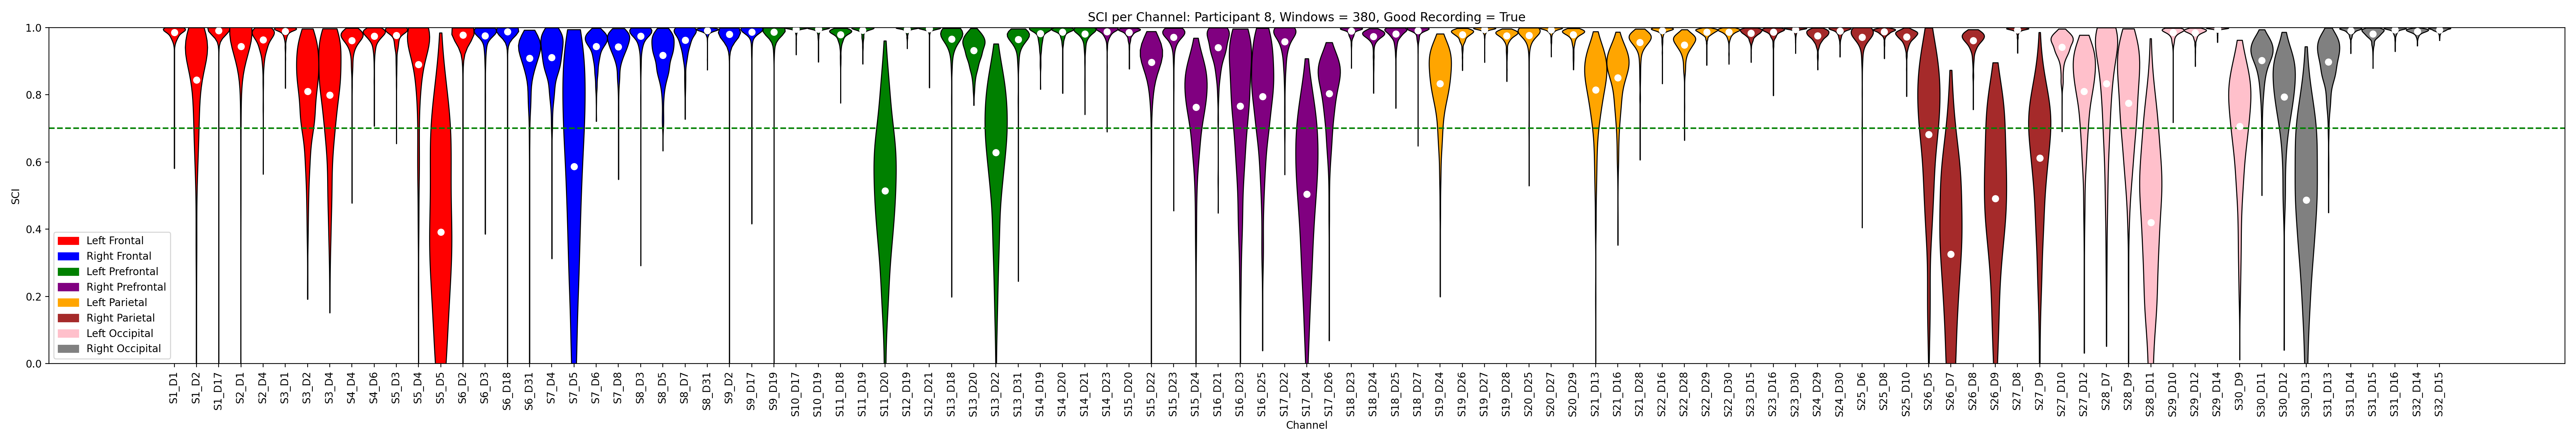 SCI per Channel: Participant 8, Windows = 380, Good Recording = True
1.0
0.8
0.6
0.4
0.2
0.0
SCI
Left Frontal
Right Frontal
Left Prefrontal
Right Prefrontal
Left Parietal
Right Parietal
Left Occipital
Right Occipital
S1_D1
S1_D2
S1_D17
S2_D1
S2_D4
S3_D1
S3_D2
S3_D4
S4_D4
S4_D6
S5_D3
S5_D4
S5_D5
S6_D2
S6_D3
S6_D18
S6_D31
S7_D4
S7_D5
S7_D6
S7_D8
S8_D3
S8_D5
S8_D7
S8_D31
S9_D2
S9_D17
S9_D19
S10_D17
S10_D19
S11_D18
S11_D19
S11_D20
S12_D19
S12_D21
S13_D18
S13_D20
S13_D22
S13_D31
S14_D19
S14_D20
S14_D21
S14_D23
S15_D20
S15_D22
S15_D23
S15_D24
S16_D21
S16_D23
S16_D25
S17_D22
S17_D24
S17_D26
S18_D23
S18_D24
S18_D25
S18_D27
S19_D24
S19_D26
S19_D27
S19_D28
S20_D25
S20_D27
S20_D29
S21_D13
S21_D16
S21_D28
S22_D16
S22_D28
S22_D29
S22_D30
S23_D15
S23_D16
S23_D30
S24_D29
S24_D30
S25_D6
S25_D8
S25_D10
S26_D5
S26_D7
S26_D8
S26_D9
S27_D8
S27_D9
S27_D10
S27_D12
S28_D7
S28_D9
S28_D11
S29_D10
S29_D12
S29_D14
S30_D9
S30_D11
S30_D12
S30_D13
S31_D13
S31_D14
S31_D15
S31_D16
S32_D14
S32_D15
Channel